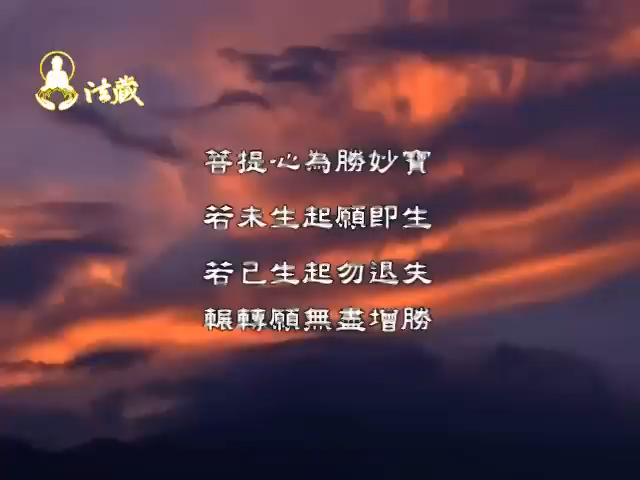 法藏
菩提心為勝妙寶
若未生起願即生
若已生起勿退失
輾轉願無盡增勝